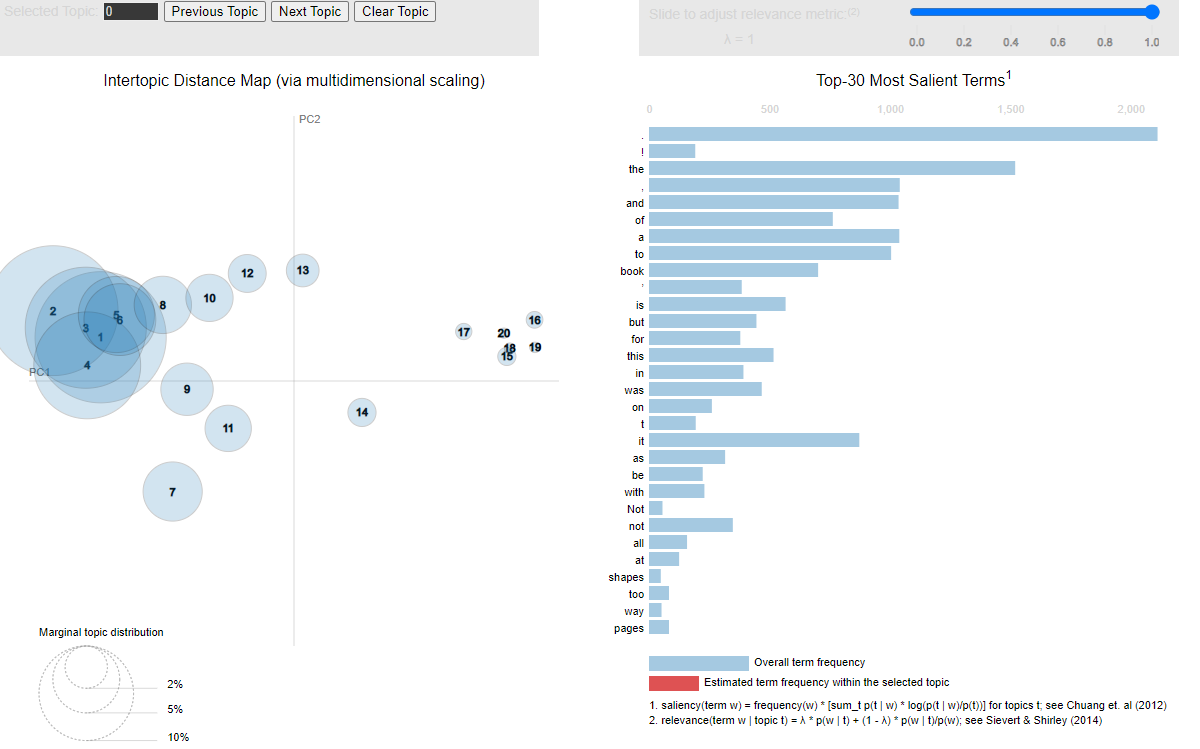 Selected Topic: 0 Previous Topic Next Topic Clear Topic
Slide to adjust relevance metric:(2)
λ = 1
0.0 0.2 0.4 0.6 0.8 1.0
Intertopic Distance Map (via multidimensional scaling)
PC2
PC1
1
2
3
4
5
6
7
8
9
10
11
12
13
14
15
16
17
18
19
20
Marginal topic distribution
2%
5%
10%
Top-30 Most Salient Terms1
0 500 1,000 1,500 2,000
.
!
the
,
and
of
a
to
book
'
is
but
for
this
in
was
on
t
it
as
be
with
Not
not
all
at
shapes
too
way
pages
Overall term frequency
Estimated term frequency within the selected topic
1. saliency(term w) = frequency(w) * [sum_t p(t | w) * log(p(t | w)/p(t))] for topics t; see Chuang et. al (2012)
2. relevance(term w | topic t) = λ * p(w | t) + (1 - λ) * p(w | t)/p(w); see Sievert & Shirley (2014)